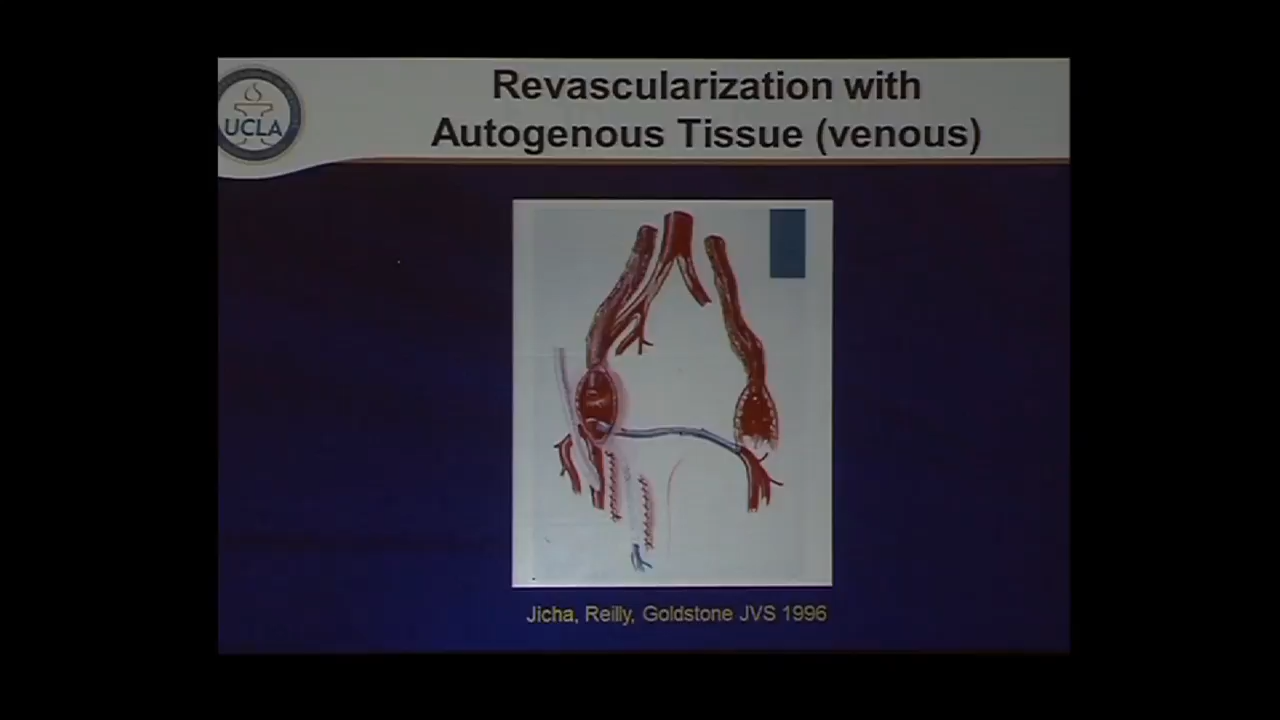 UCLA
Revascularization with
Autogenous Tissue (venous)
Jicha, Reilly, Goldstone JVS 1996